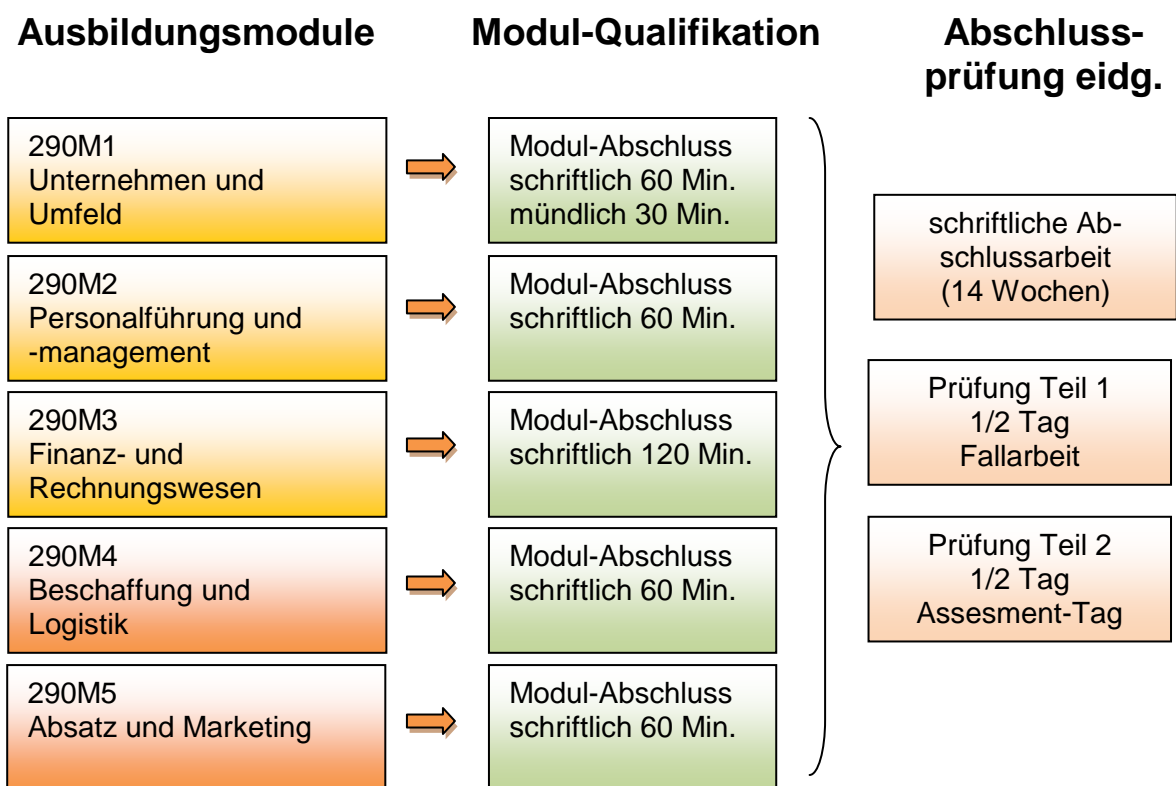 Ausbildungsmodule
Modul-Qualifikation
Abschluss-
prüfung eidg.
290M1
Unternehmen und
Umfeld
Modul-Abschluss
schriftlich 60 Min.
mündlich 30 Min.
290M2
Personalführung und
-management
Modul-Abschluss
schriftlich 60 Min.
290M3
Finanz- und
Rechnungswesen
Modul-Abschluss
schriftlich 120 Min.
290M4
Beschaffung und
Logistik
Modul-Abschluss
schriftlich 60 Min.
290M5
Absatz und Marketing
Modul-Abschluss
schriftlich 60 Min.
schriftliche Ab-
schlussarbeit
(14 Wochen)
Prüfung Teil 1
1/2 Tag
Fallarbeit
Prüfung Teil 2
1/2 Tag
Assesment-Tag